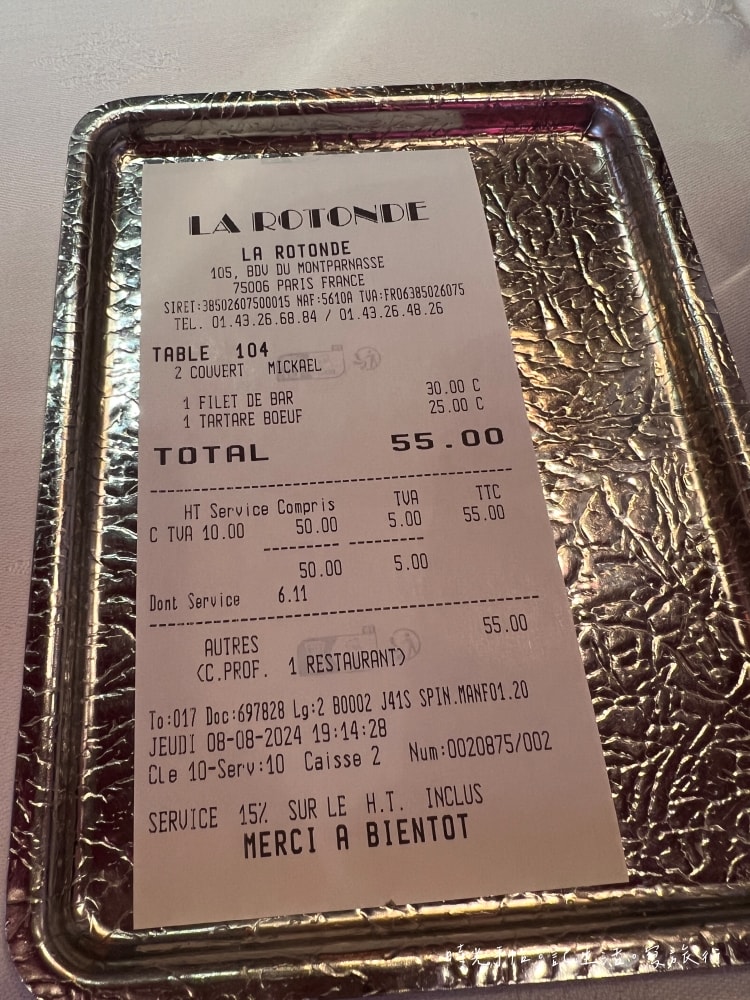 LA ROTONDE
LA ROTONDE
105, BDV DU MONTPARNASSE
75006 PARIS FRANCE
SIRET:38502607500015 NAF:5610A TVA:FR06385026075
TEL. 01.43.26.68.84 / 01.43.26.48.26
TABLE 104
2 COUVERT MICKAEL
1 FILET DE BAR 30.00 C
1 TARTARE BOEUF 25.00 C
TOTAL 55.00
HT Service Compris TVA TTC
C TVA 10.00 50.00 5.00 55.00
50.00 5.00
Dont Service 6.11
AUTRES 55.00
(C.PROF. 1 RESTAURANT)
To:017 Doc:697828 Lg:2 B0002 J41S SPIN.MANF01.20
JEUDI 08-08-2024 19:14:28
Cle 10-Serv:10 Caisse 2 Num:0020875/002
SERVICE 15% SUR LE H.T. INCLUS
MERCI A BIENTOT